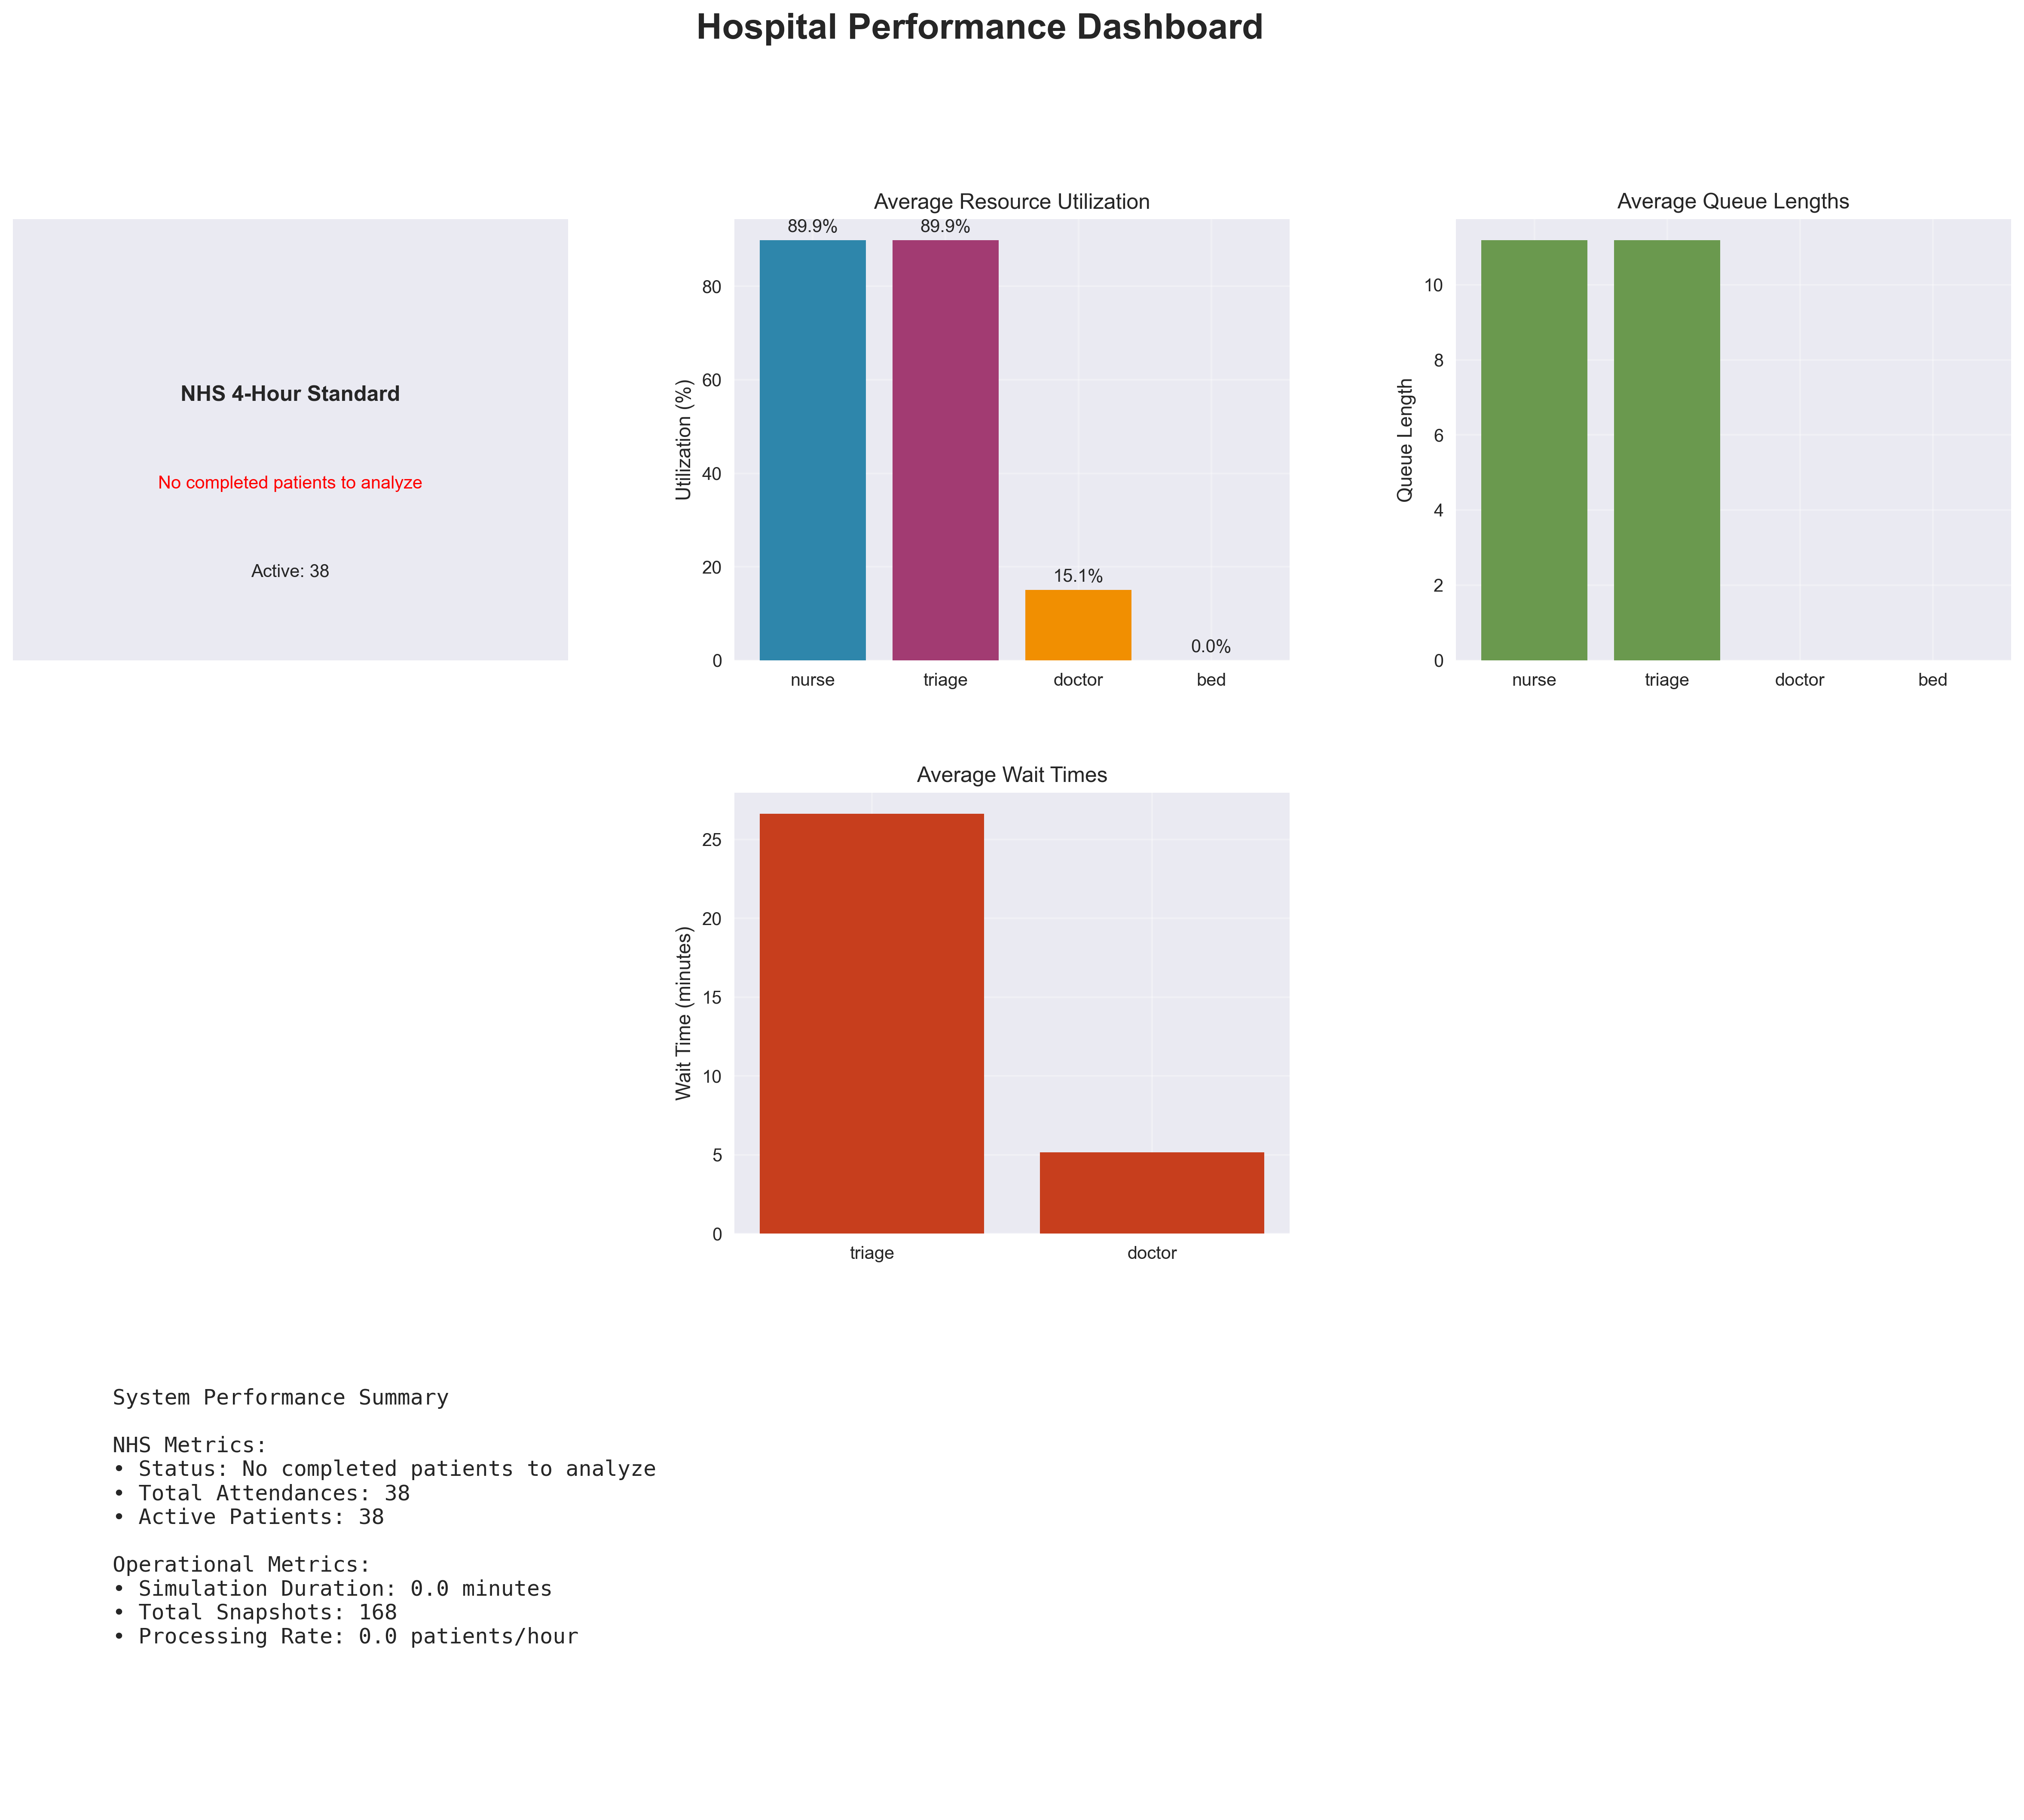 Hospital Performance Dashboard
NHS 4-Hour Standard
No completed patients to analyze
Active: 38
Average Resource Utilization
Utilization (%)
80
60
40
20
0
89.9%
89.9%
15.1%
0.0%
nurse
triage
doctor
bed
Average Queue Lengths
Queue Length
10
8
6
4
2
0
nurse
triage
doctor
bed
Average Wait Times
Wait Time (minutes)
25
20
15
10
5
0
triage
doctor
System Performance Summary
NHS Metrics:
• Status: No completed patients to analyze
• Total Attendances: 38
• Active Patients: 38
Operational Metrics:
• Simulation Duration: 0.0 minutes
• Total Snapshots: 168
• Processing Rate: 0.0 patients/hour